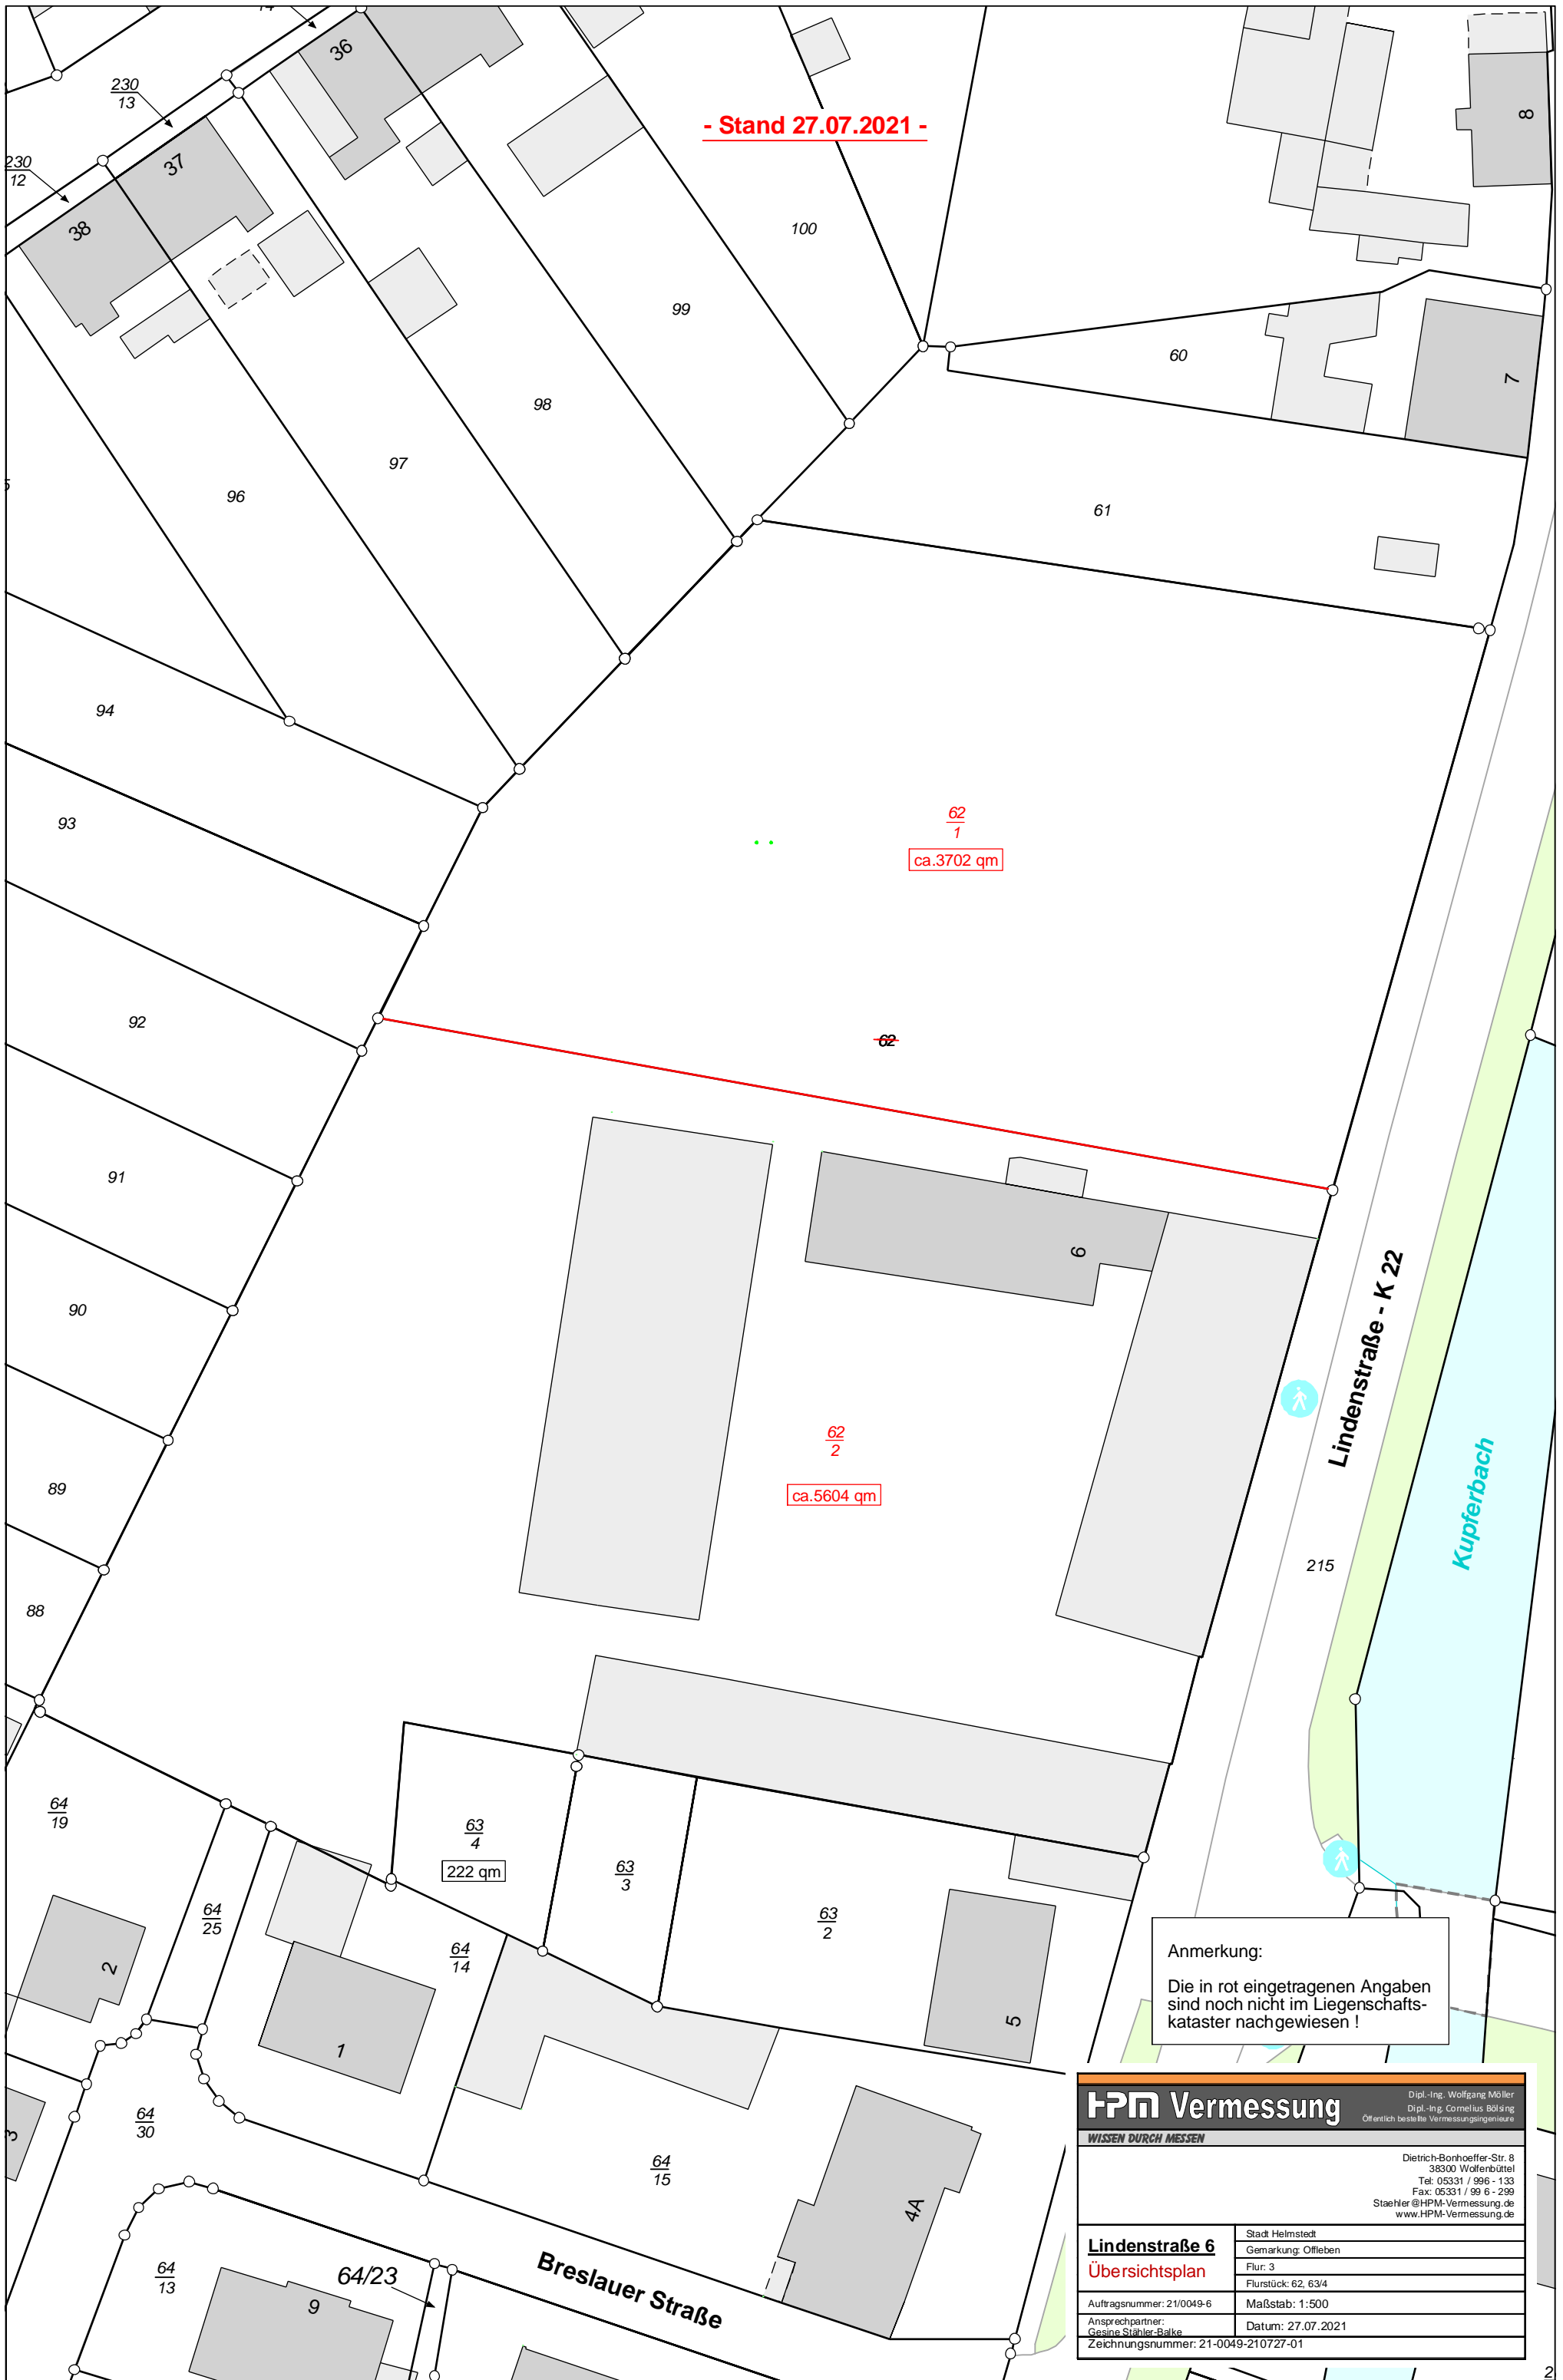 14
36
230
13
- Stand 27.07.2021 -
8
37
230
12
38
100
99
60
7
98
97
96
61
94
93
62
1
ca.3702 qm
92
62
91
6
90
Lindenstraße - K 22
62
2
ca.5604 qm
89
Kupferbach
215
88
64
19
63
4
222 qm
63
3
64
25
63
2
64
14
2
1
5
3
64
30
64
15
4A
64
13
64/23
9
Breslauer Straße
Anmerkung:
Die in rot eingetragenen Angaben
sind noch nicht im Liegenschafts-
kataster nachgewiesen !
HPM Vermessung
Dipl.-Ing. Wolfgang Möller
Dipl.-Ing. Cornelius Bölsing
Öffentlich bestellte Vermessungsingenieure
WISSEN DURCH MESSEN
Dietrich-Bonhoeffer-Str. 8
38300 Wolfenbüttel
Tel: 05331 / 996 - 133
Fax: 05331 / 99 6 - 299
Staehler@HPM-Vermessung.de
www.HPM-Vermessung.de
Lindenstraße 6
Übersichtsplan
Stadt Helmstedt
Gemarkung: Offleben
Flur: 3
Flurstück: 62, 63/4
Auftragsnummer: 21/0049-6
Maßstab: 1:500
Ansprechpartner:
Gesine Stähler-Balke
Datum: 27.07.2021
Zeichnungsnummer: 21-0049-210727-01
2